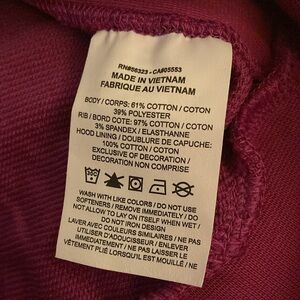 RN#56323 - CA#05553
MADE IN VIETNAM
FABRIQUE AU VIETNAM
BODY / CORPS: 61% COTTON / COTON
39% POLYESTER
RIB / BORD COTE: 97% COTTON / COTON
3% SPANDEX / ELASTHANNE
HOOD LINING / DOUBLURE DE CAPUCHE:
100% COTTON / COTON
EXCLUSIVE OF DECORATION /
DECORATION NON COMPRISE
WASH WITH LIKE COLORS / DO NOT USE
SOFTENERS / REMOVE IMMEDIATELY / DO
NOT ALLOW TO LAY ON ITSELF WHEN WET /
DO NOT IRON DESIGN
LAVER AVEC COULEURS SIMILAIRES / NE PAS
UTILISER D'ADOUCISSEUR / ENLEVER
IMMÉDIATEMENT / NE PAS LAISSER LE
VÊTEMENT PLIÉ LORSQU'IL EST MOUILLÉ / NE